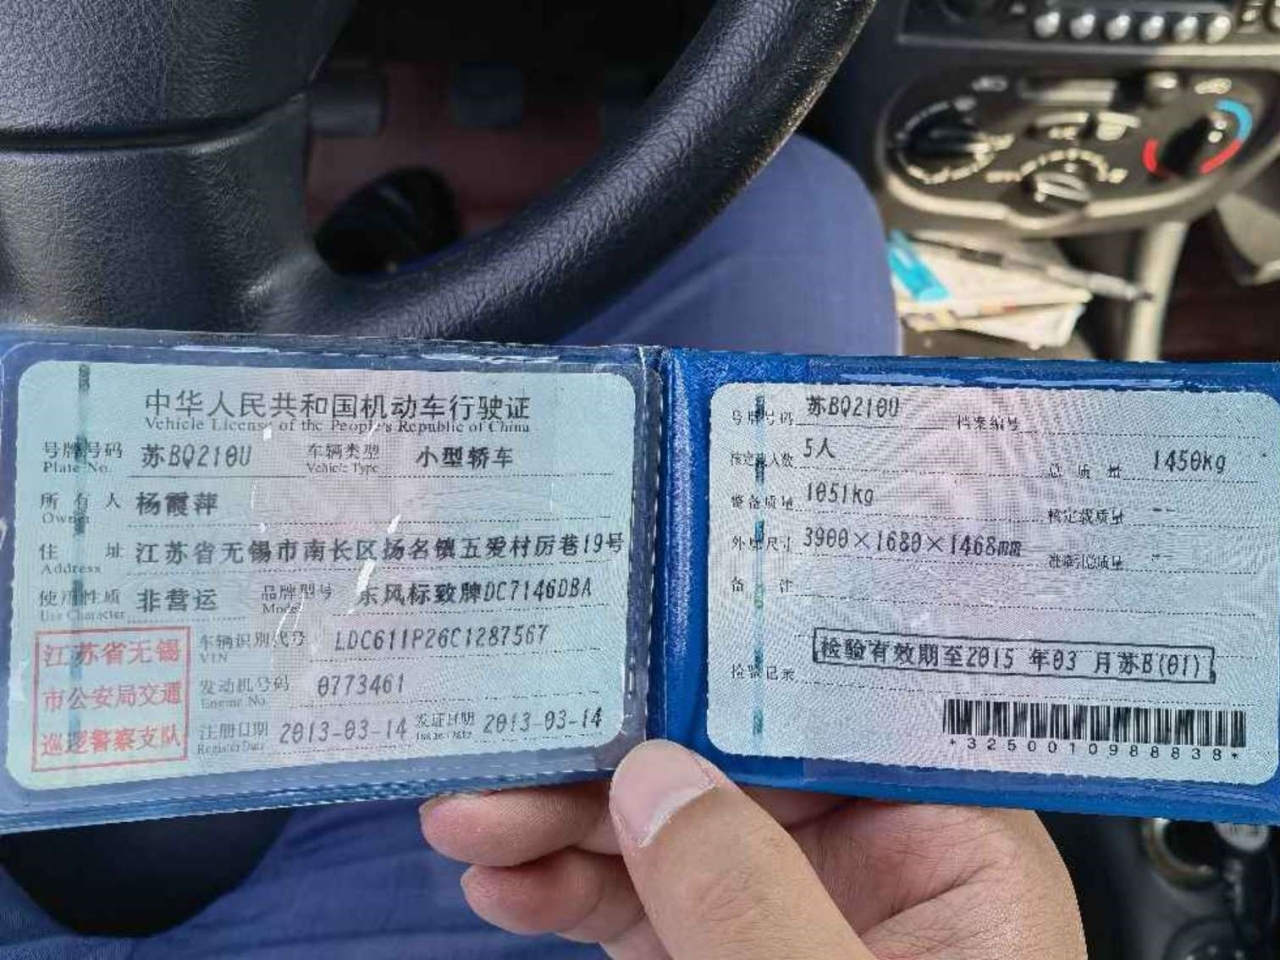 中华人民共和国机动车行驶证
Vehicle License of the People's Republic of China
号牌号码 苏BQ210U 车辆类型 小型轿车
Plate No. Vehicle Type
所有人 杨霞萍
Owner
住址 江苏省无锡市南长区扬名镇五爱村厉巷19号
Address
使用性质 非营运 品牌型号 东风标致牌DC7146DBA
Use Character Model
江苏省无锡
市公安局交通
巡逻警察支队
车辆识别代号 LDC611P26C1287567
VIN
发动机号码 0773461
Engine No.
注册日期 2013-03-14 发证日期 2013-03-14
Register Date Issue Date
号牌号码 苏BQ210U 档案编号
核定载人数 5人 总质量 1450kg
整备质量 1051kg 核定载质量 --
外廓尺寸 3900×1680×1468mm 准牵引总质量 --
备注
检验有效期至2015年03月苏B(01)
检验记录
*3250010988838*